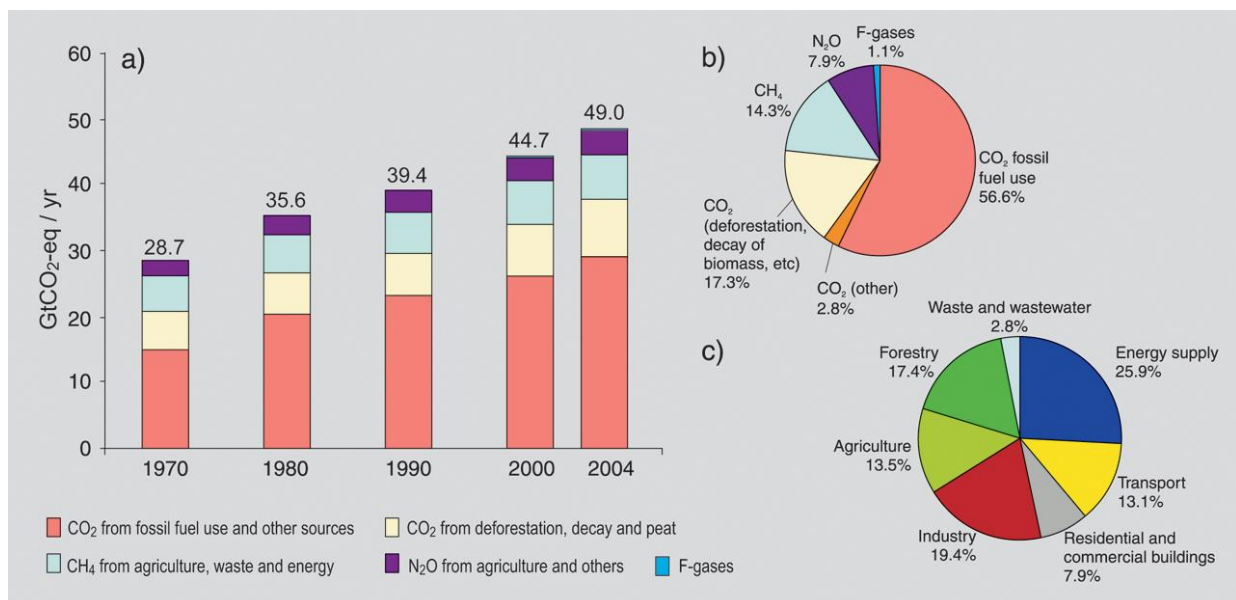 a)
60
50
40
30
20
10
0
GtCO₂-eq / yr
28.7
35.6
39.4
44.7
49.0
1970
1980
1990
2000
2004
CO₂ from fossil fuel use and other sources
CO₂ from deforestation, decay and peat
CH₄ from agriculture, waste and energy
N₂O from agriculture and others
F-gases
b)
F-gases
1.1%
N₂O
7.9%
CH₄
14.3%
CO₂ fossil
fuel use
56.6%
CO₂
(deforestation,
decay of
biomass, etc)
17.3%
CO₂ (other)
2.8%
c)
Waste and wastewater
2.8%
Forestry
17.4%
Energy supply
25.9%
Agriculture
13.5%
Transport
13.1%
Industry
19.4%
Residential and
commercial buildings
7.9%